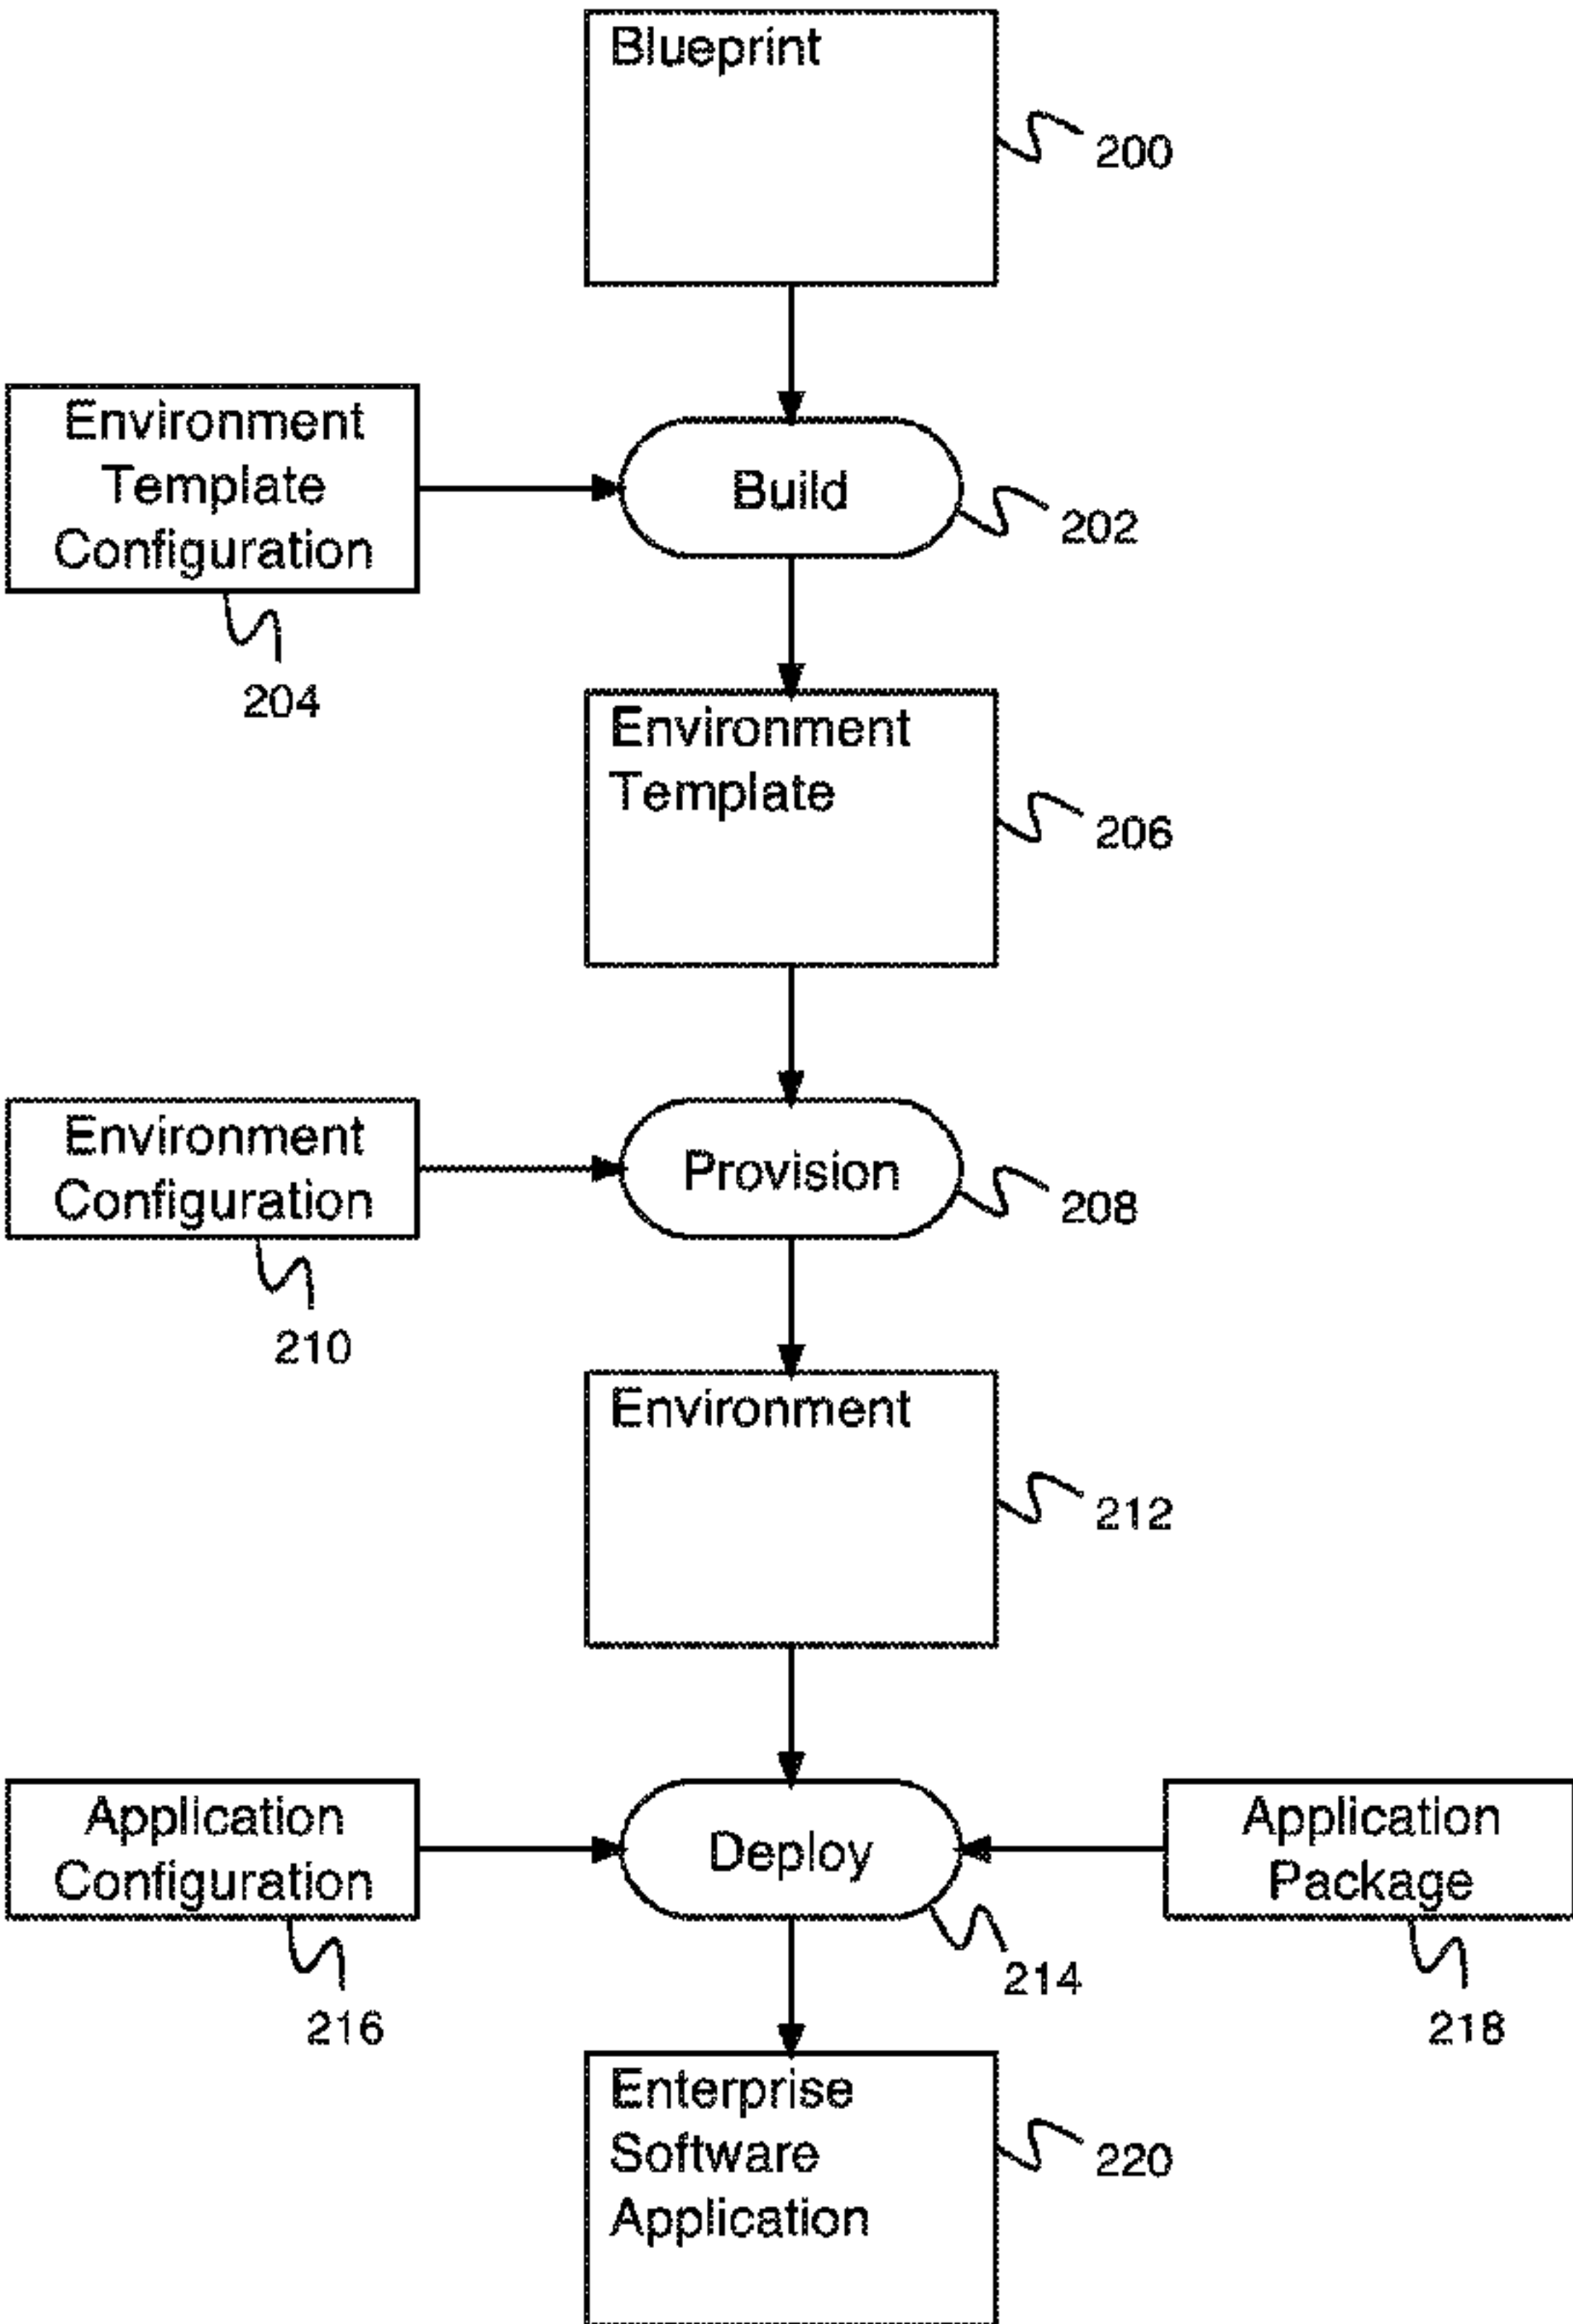 Blueprint
200
Environment
Template
Configuration
Build
202
204
Environment
Template
206
Environment
Configuration
Provision
208
210
Environment
212
Application
Configuration
Deploy
Application
Package
214
216
218
Enterprise
Software
Application
220